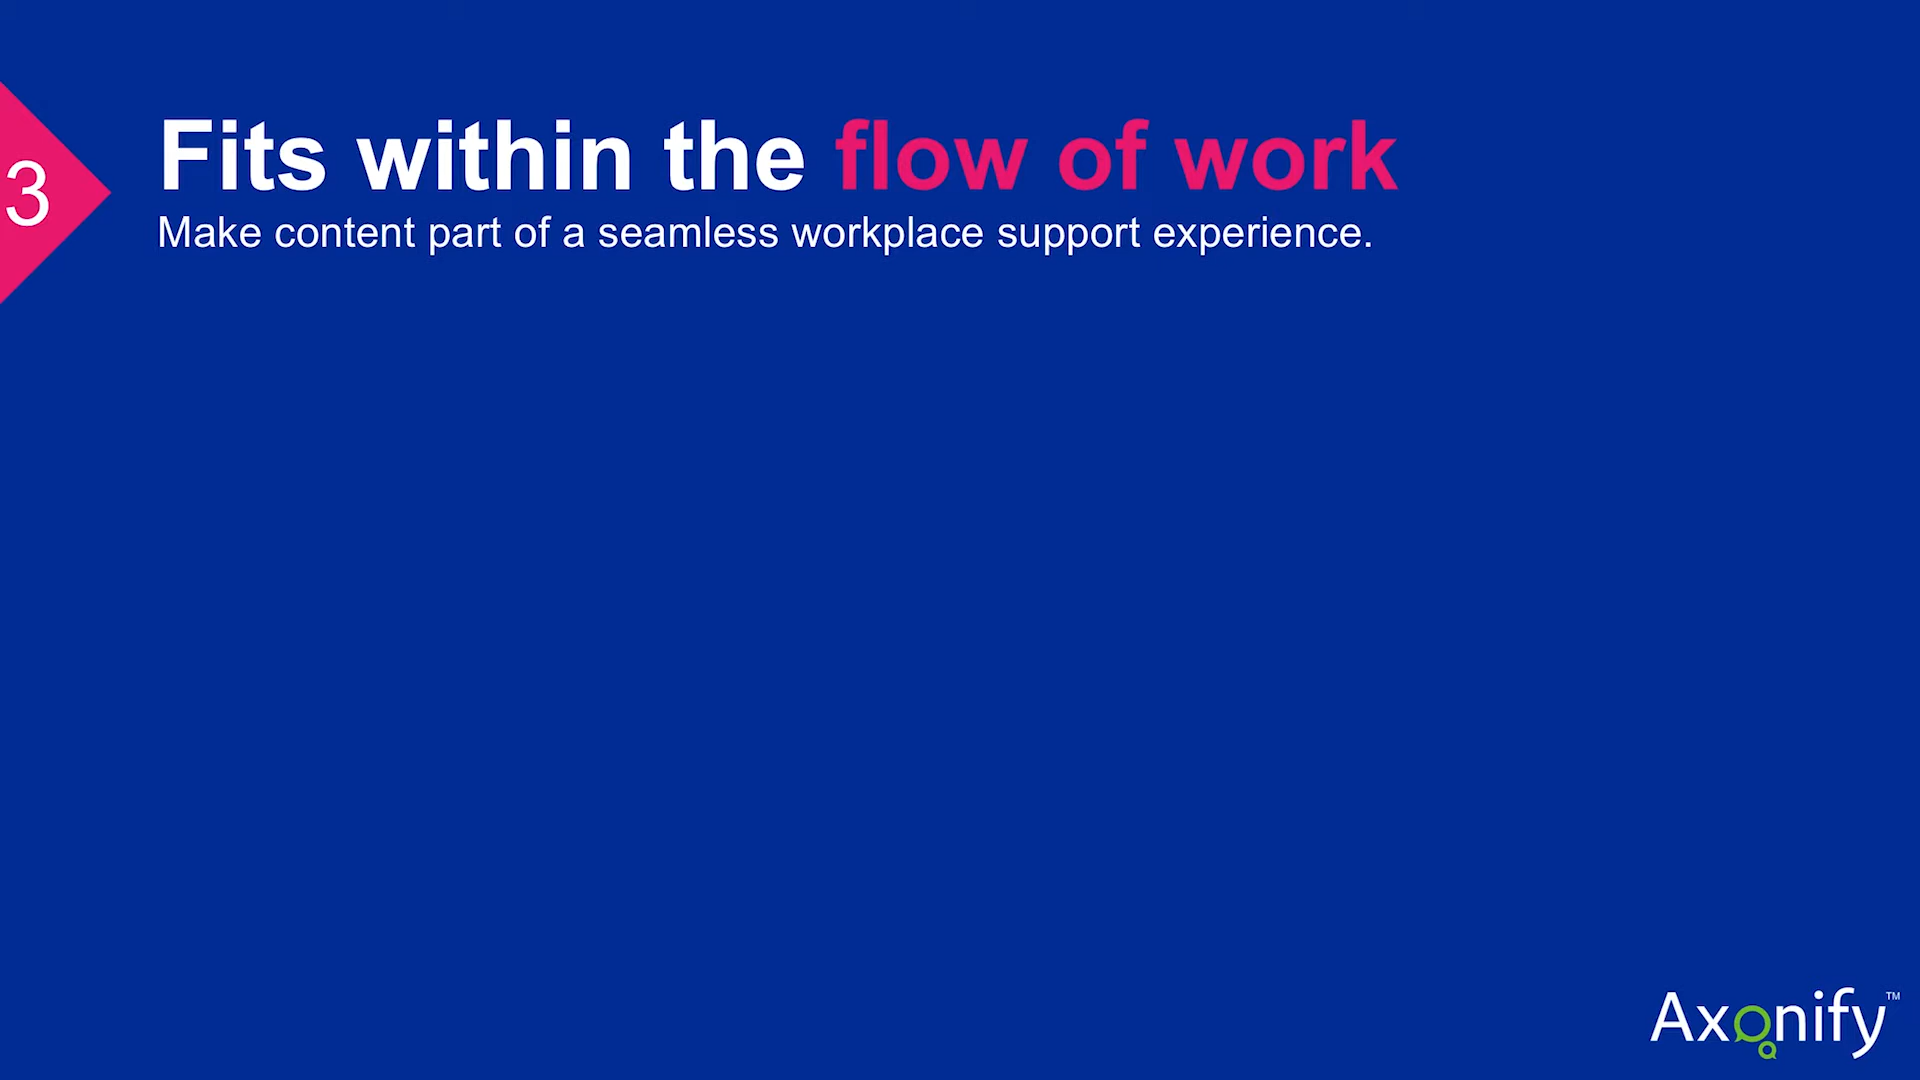 3
Fits within the flow of work
Make content part of a seamless workplace support experience.
Axonify™